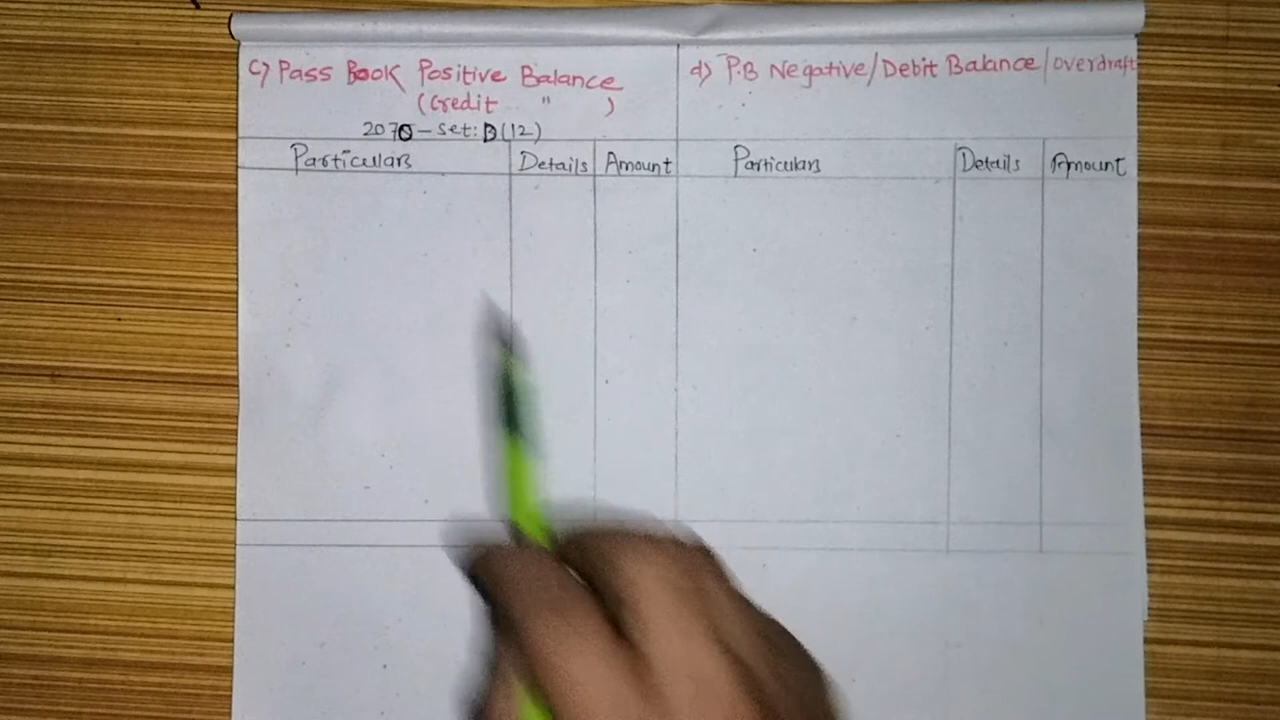 c) Pass Book Positive Balance
(Credit " )
2070 - Set: D (12)
Particulars Details Amount
d) P.B Negative/Debit Balance/overdraft
Particulars Details Amount